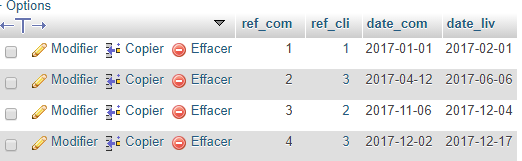 Options
ref_com ref_cli date_com date_liv
Modifier Copier Effacer 1 1 2017-01-01 2017-02-01
Modifier Copier Effacer 2 3 2017-04-12 2017-06-06
Modifier Copier Effacer 3 2 2017-11-06 2017-12-04
Modifier Copier Effacer 4 3 2017-12-02 2017-12-17